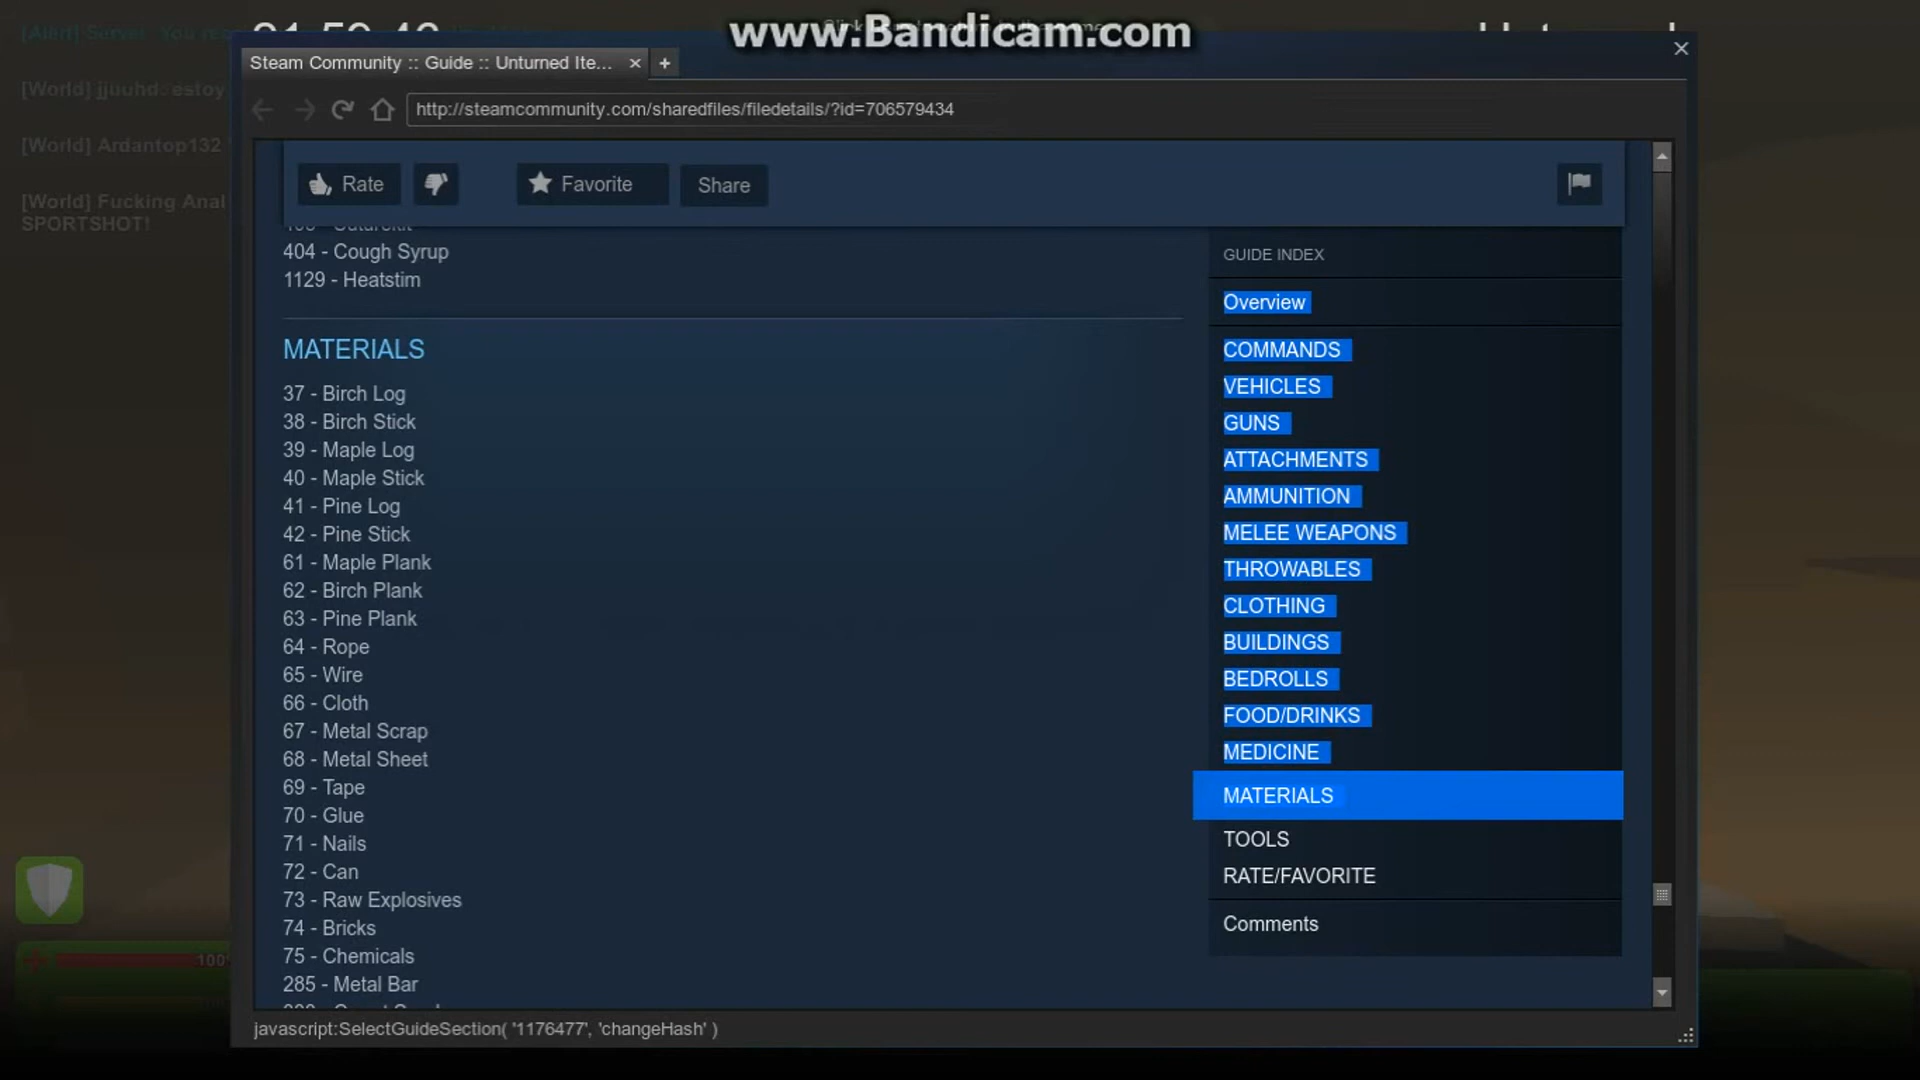 www.Bandicam.com
[Alert] Server: You
Steam Community :: Guide :: Unturned Ite...
http://steamcommunity.com/sharedfiles/filedetails/?id=706579434
[World] jjuuhd: estoy
[World] Ardantop132
[World] Fucking Anal
SPORTSHOT!
Rate
Favorite
Share
404 - Cough Syrup
1129 - Heatstim
MATERIALS
37 - Birch Log
38 - Birch Stick
39 - Maple Log
40 - Maple Stick
41 - Pine Log
42 - Pine Stick
61 - Maple Plank
62 - Birch Plank
63 - Pine Plank
64 - Rope
65 - Wire
66 - Cloth
67 - Metal Scrap
68 - Metal Sheet
69 - Tape
70 - Glue
71 - Nails
72 - Can
73 - Raw Explosives
74 - Bricks
75 - Chemicals
285 - Metal Bar
GUIDE INDEX
Overview
COMMANDS
VEHICLES
GUNS
ATTACHMENTS
AMMUNITION
MELEE WEAPONS
THROWABLES
CLOTHING
BUILDINGS
BEDROLLS
FOOD/DRINKS
MEDICINE
MATERIALS
TOOLS
RATE/FAVORITE
Comments
100%
javascript:SelectGuideSection( '1176477', 'changeHash' )